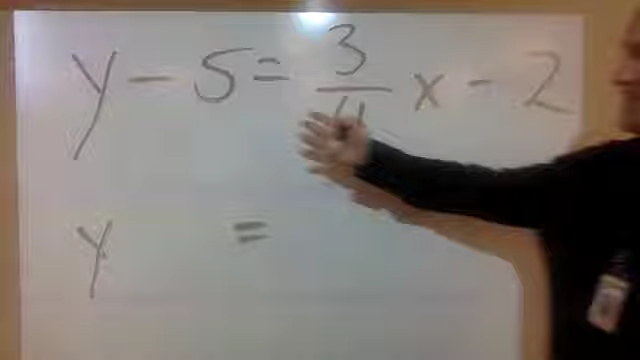 y - 5 = 3/4 x - 2
y =